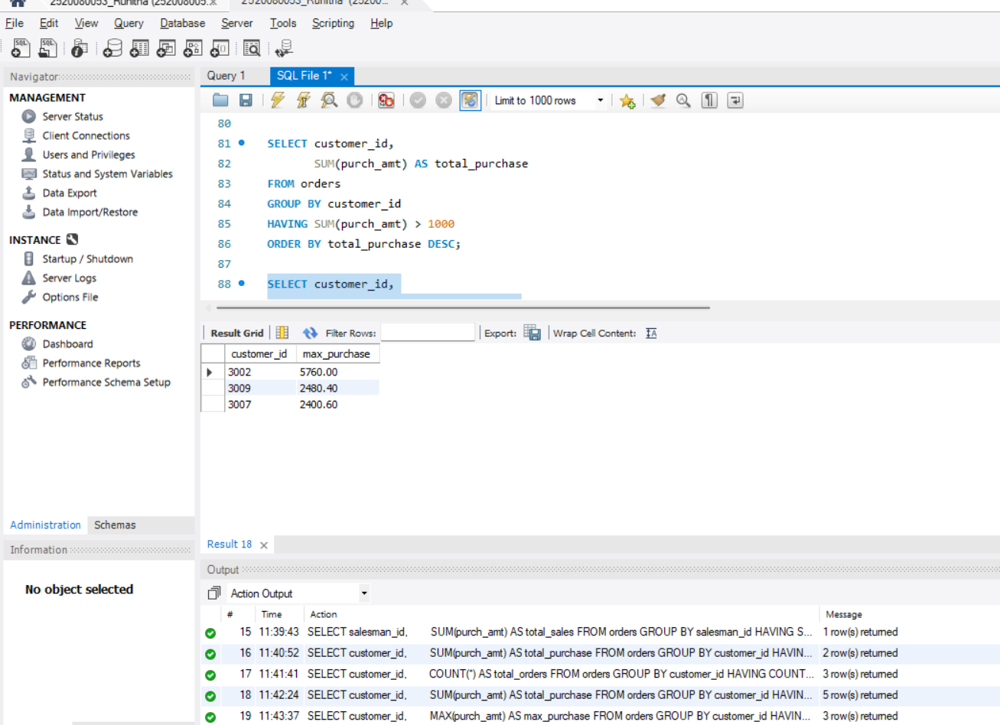 2520080053_Runitha (252008005... ×
2520080053_Runitha (25200... ×
File Edit View Query Database Server Tools Scripting Help
Navigator
MANAGEMENT
Server Status
Client Connections
Users and Privileges
Status and System Variables
Data Export
Data Import/Restore
INSTANCE
Startup / Shutdown
Server Logs
Options File
PERFORMANCE
Dashboard
Performance Reports
Performance Schema Setup
Administration Schemas
Information
No object selected
Query 1 SQL File 1* ×
Limit to 1000 rows
80
81 SELECT customer_id,
82 SUM(purch_amt) AS total_purchase
83 FROM orders
84 GROUP BY customer_id
85 HAVING SUM(purch_amt) > 1000
86 ORDER BY total_purchase DESC;
87
88 SELECT customer_id,
Result Grid Filter Rows: Export: Wrap Cell Content:
customer_id max_purchase
3002 5760.00
3009 2480.40
3007 2400.60
Result 18 ×
Output
Action Output
# Time Action Message
15 11:39:43 SELECT salesman_id, SUM(purch_amt) AS total_sales FROM orders GROUP BY salesman_id HAVING S... 1 row(s) returned
16 11:40:52 SELECT customer_id, SUM(purch_amt) AS total_purchase FROM orders GROUP BY customer_id HAVIN... 2 row(s) returned
17 11:41:41 SELECT customer_id, COUNT(*) AS total_orders FROM orders GROUP BY customer_id HAVING COUNT... 3 row(s) returned
18 11:42:24 SELECT customer_id, SUM(purch_amt) AS total_purchase FROM orders GROUP BY customer_id HAVIN... 5 row(s) returned
19 11:43:37 SELECT customer_id, MAX(purch_amt) AS max_purchase FROM orders GROUP BY customer_id HAVIN... 3 row(s) returned